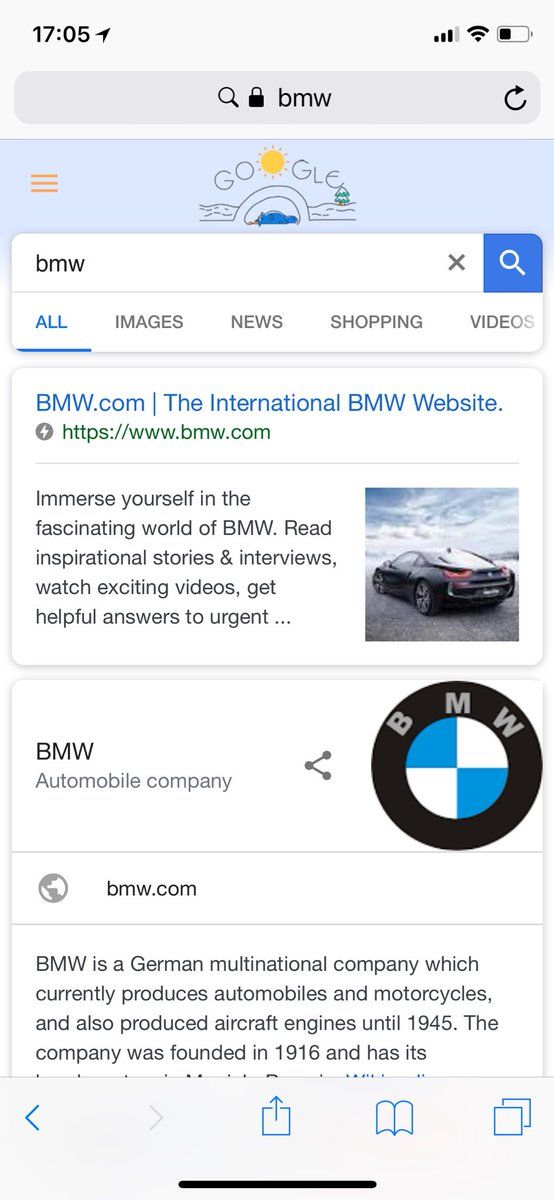 17:05
bmw
GOOGLE
bmw
ALL IMAGES NEWS SHOPPING VIDEOS
BMW.com | The International BMW Website.
https://www.bmw.com
Immerse yourself in the
fascinating world of BMW. Read
inspirational stories & interviews,
watch exciting videos, get
helpful answers to urgent ...
BMW
Automobile company
B M W
bmw.com
BMW is a German multinational company which
currently produces automobiles and motorcycles,
and also produced aircraft engines until 1945. The
company was founded in 1916 and has its